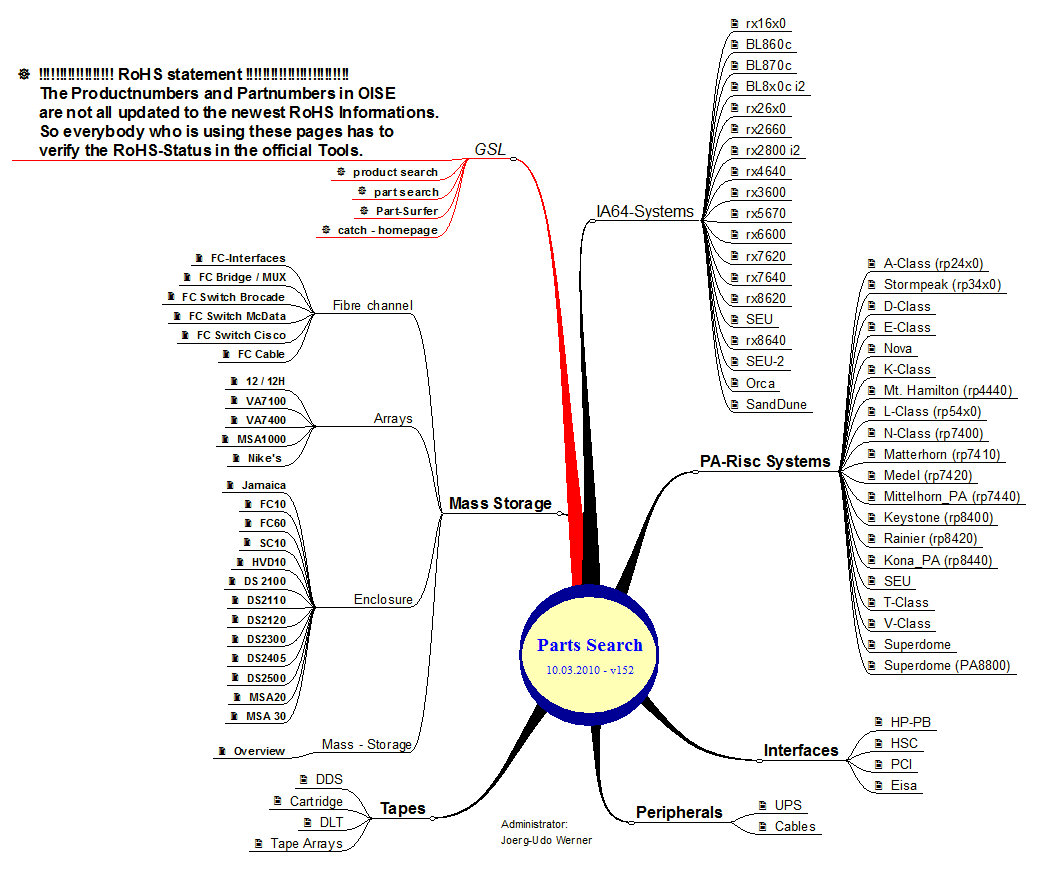 !!!!!!!!!!!!!!!!!! RoHS statement !!!!!!!!!!!!!!!!!!!!!!!!
The Productnumbers and Partnumbers in OISE
are not all updated to the newest RoHS Informations.
So everybody who is using these pages has to
verify the RoHS-Status in the official Tools.
GSL
product search
part search
Part-Surfer
catch - homepage
FC-Interfaces
FC Bridge / MUX
FC Switch Brocade
FC Switch McData
FC Switch Cisco
FC Cable
Fibre channel
12 / 12H
VA7100
VA7400
MSA1000
Nike's
Arrays
Jamaica
FC10
FC60
SC10
HVD10
DS 2100
DS2110
DS2120
DS2300
DS2405
DS2500
MSA20
MSA 30
Enclosure
Overview
Mass - Storage
Mass Storage
DDS
Cartridge
DLT
Tape Arrays
Tapes
Parts Search
10.03.2010 - v152
Administrator:
Joerg-Udo Werner
IA64-Systems
rx16x0
BL860c
BL870c
BL8x0c i2
rx26x0
rx2660
rx2800 i2
rx4640
rx3600
rx5670
rx6600
rx7620
rx7640
rx8620
SEU
rx8640
SEU-2
Orca
SandDune
PA-Risc Systems
A-Class (rp24x0)
Stormpeak (rp34x0)
D-Class
E-Class
Nova
K-Class
Mt. Hamilton (rp4440)
L-Class (rp54x0)
N-Class (rp7400)
Matterhorn (rp7410)
Medel (rp7420)
Mittelhorn_PA (rp7440)
Keystone (rp8400)
Rainier (rp8420)
Kona_PA (rp8440)
SEU
T-Class
V-Class
Superdome
Superdome (PA8800)
Interfaces
HP-PB
HSC
PCI
Eisa
Peripherals
UPS
Cables